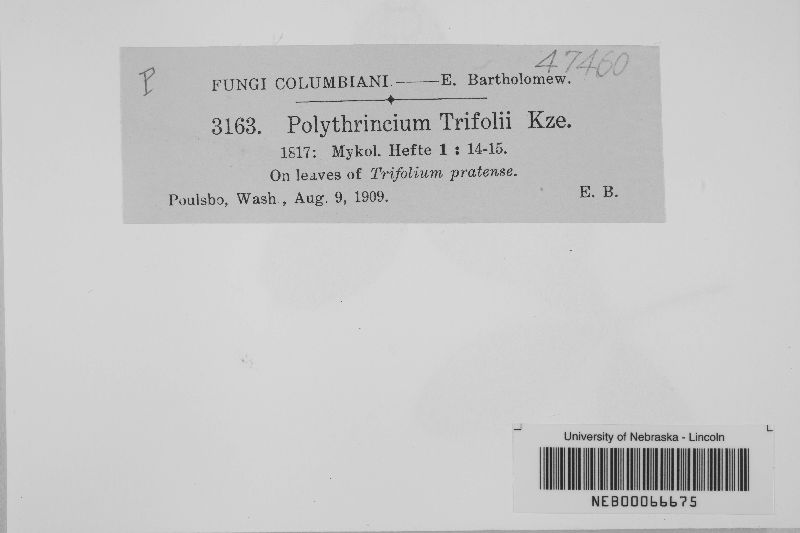 P
47460
FUNGI COLUMBIANI.——E. Bartholomew.
3163. Polythrincium Trifolii Kze.
1817: Mykol. Hefte 1 : 14-15.
On leaves of Trifolium pratense.
Poulsbo, Wash., Aug. 9, 1909. E. B.
University of Nebraska - Lincoln
NEB00066675